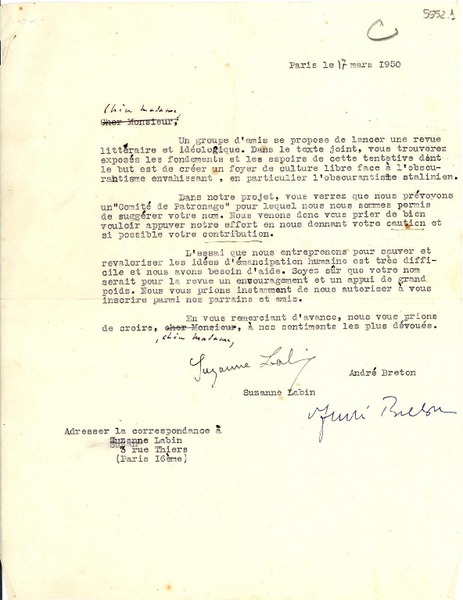 5952.1
C
Paris le 17 mars 1950
Chère Madame,
Cher Monsieur,
Un groupe d'amis se propose de lancer une revue
littéraire et idéologique. Dans le texte joint, vous trouverez
exposés les fondements et les espoirs de cette tentative dont
le but est de créer un foyer de culture libre face à l'obscu-
rantisme envahissant , en particulier l'obscurantisme stalinien.
Dans notre projet, vous verrez que nous prévoyons
un"Comité de Patronage" pour lequel nous nous sommes permis
de suggérer votre nom. Nous venons donc vous prier de bien
vouloir appuyer notre effort en nous donnant votre caution et
si possible votre contribution.
L'essai que nous entreprenons pour sauver et
revaloriser les idées d'émancipation humaine est très diffi-
cile et nous avons besoin d'aide. Soyez sûr que votre nom
serait pour la revue un encouragement et un appui de grand
poids. Nous vous prions instamment de nous autoriser à vous
inscrire parmi nos parrains et amis.
En vous remerciant d'avance, nous vous prions
de croire, cher Monsieur, à nos sentiments les plus dévoués.
, chère Madame,
Suzanne Labin
André Breton
Suzanne Labin
André Breton
Adresser la correspondance à
Suzanne Labin
3 rue Thiers
(Paris 16ème)